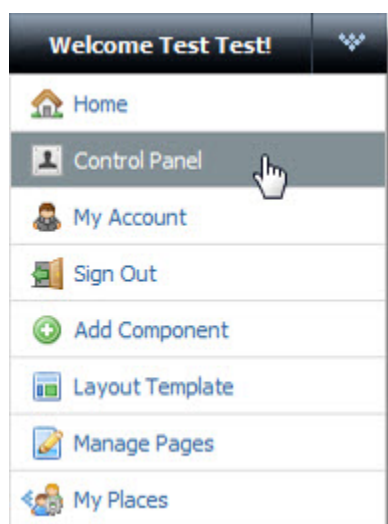 Welcome Test Test!
Home
Control Panel
My Account
Sign Out
Add Component
Layout Template
Manage Pages
My Places